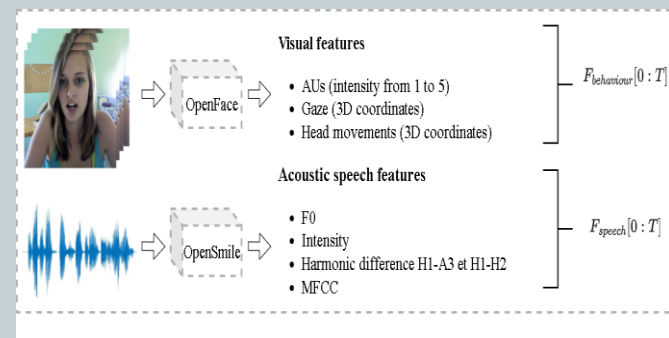 Visual features
OpenFace
• AUs (intensity from 1 to 5)
• Gaze (3D coordinates)
• Head movements (3D coordinates)
F_behaviour[0 : T]
Acoustic speech features
OpenSmile
• F0
• Intensity
• Harmonic difference H1-A3 et H1-H2
• MFCC
F_speech[0 : T]